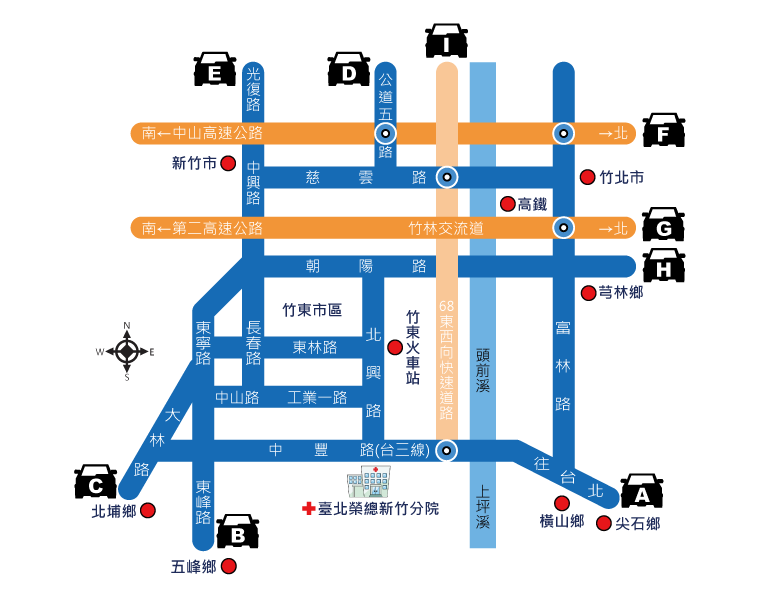 I
E
D
光復路
公道五路
南←中山高速公路
→北
F
新竹市
中興路
慈雲路
竹北市
高鐵
南←第二高速公路
竹林交流道
→北
G
朝陽路
H
芎林鄉
竹東市區
68東西向快速道路
竹東火車站
N
W
E
S
東寧路
長春路
東林路
北興路
富林路
頭前溪
中山路
工業一路
大林路
中豐路(台三線)
往台北
C
東峰路
上坪溪
A
北埔鄉
臺北榮總新竹分院
橫山鄉
尖石鄉
B
五峰鄉